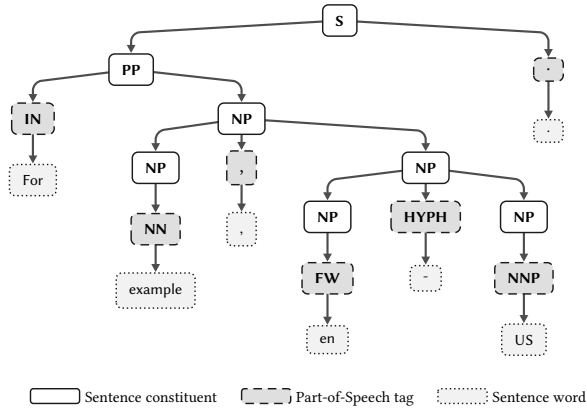 S
PP
.
IN
NP
.
For
NP
,
NP
NN
,
NP
HYPH
NP
example
FW
-
NNP
en
US
Sentence constituent
Part-of-Speech tag
Sentence word